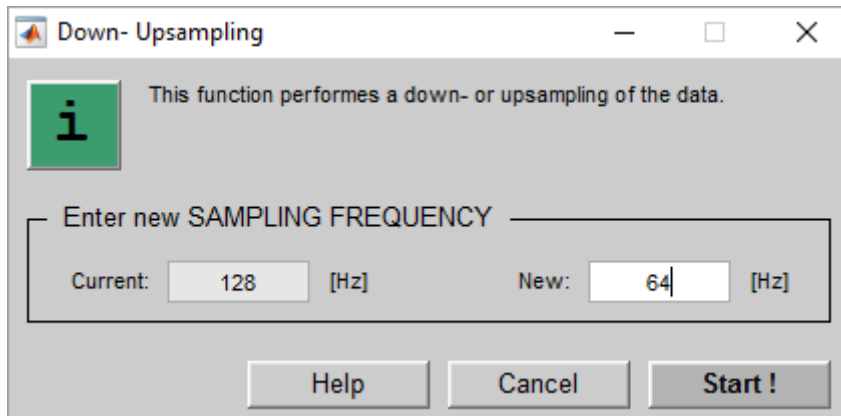 Down- Upsampling
i
This function performes a down- or upsampling of the data.
Enter new SAMPLING FREQUENCY
Current: 128 [Hz] New: 64 [Hz]
Help Cancel Start !